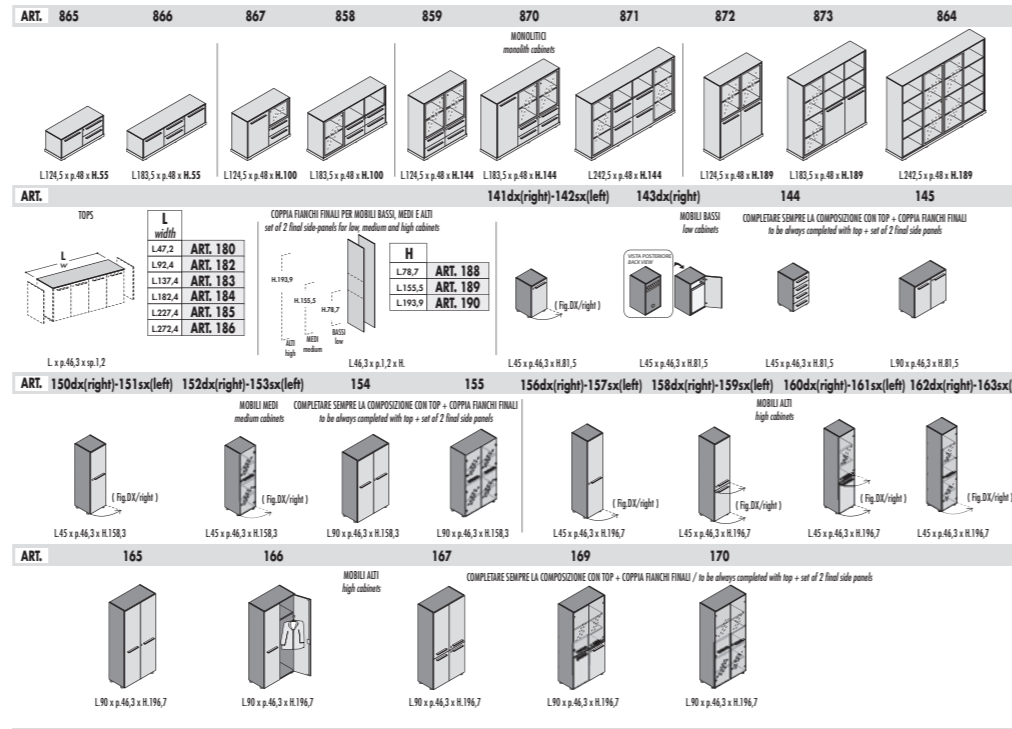 ART. 865 866 867 858 859 870 871 872 873 864
MONOLITICI
monolith cabinets
L.124,5 x p.48 x H.55 L.183,5 x p.48 x H.55 L.124,5 x p.48 x H.100 L.183,5 x p.48 x H.100 L.124,5 x p.48 x H.144 L.183,5 x p.48 x H.144 L.242,5 x p.48 x H.144 L.124,5 x p.48 x H.189 L.183,5 x p.48 x H.189 L.242,5 x p.48 x H.189
ART. 141dx(right)-142sx(left) 143dx(right) 144 145
TOPS
L
W
L
width
L.47,2 ART. 180
L.92,4 ART. 182
L.137,4 ART. 183
L.182,4 ART. 184
L.227,4 ART. 185
L.272,4 ART. 186
L. x p.46,3 x sp.1,2
COPPIA FIANCHI FINALI PER MOBILI BASSI, MEDI E ALTI
set of 2 final side-panels for low, medium and high cabinets
H.193,9
H.155,5
H.78,7
ALTI
high
MEDI
medium
BASSI
low
H
L.78,7 ART. 188
L.155,5 ART. 189
L.193,9 ART. 190
L.46,3 x p.1,2 x H.
MOBILI BASSI COMPLETARE SEMPRE LA COMPOSIZIONE CON TOP + COPPIA FIANCHI FINALI
low cabinets to be always completed with top + set of 2 final side panels
VISTA POSTERIORE
BACK VIEW
( Fig.DX/right )
L.45 x p.46,3 x H.81,5 L.45 x p.46,3 x H.81,5 L.45 x p.46,3 x H.81,5 L.90 x p.46,3 x H.81,5
ART. 150dx(right)-151sx(left) 152dx(right)-153sx(left) 154 155 156dx(right)-157sx(left) 158dx(right)-159sx(left) 160dx(right)-161sx(left) 162dx(right)-163sx(
MOBILI MEDI COMPLETARE SEMPRE LA COMPOSIZIONE CON TOP + COPPIA FIANCHI FINALI
medium cabinets to be always completed with top + set of 2 final side panels
MOBILI ALTI
high cabinets
( Fig.DX/right ) ( Fig.DX/right ) ( Fig.DX/right ) ( Fig.DX/right ) ( Fig.DX/right ) ( Fig.DX/right )
L.45 x p.46,3 x H.158,3 L.45 x p.46,3 x H.158,3 L.90 x p.46,3 x H.158,3 L.90 x p.46,3 x H.158,3 L.45 x p.46,3 x H.196,7 L.45 x p.46,3 x H.196,7 L.45 x p.46,3 x H.196,7 L.45 x p.46,3 x H.196,7
ART. 165 166 167 169 170
MOBILI ALTI COMPLETARE SEMPRE LA COMPOSIZIONE CON TOP + COPPIA FIANCHI FINALI / to be always completed with top + set of 2 final side panels
high cabinets
L.90 x p.46,3 x H.196,7 L.90 x p.46,3 x H.196,7 L.90 x p.46,3 x H.196,7 L.90 x p.46,3 x H.196,7 L.90 x p.46,3 x H.196,7